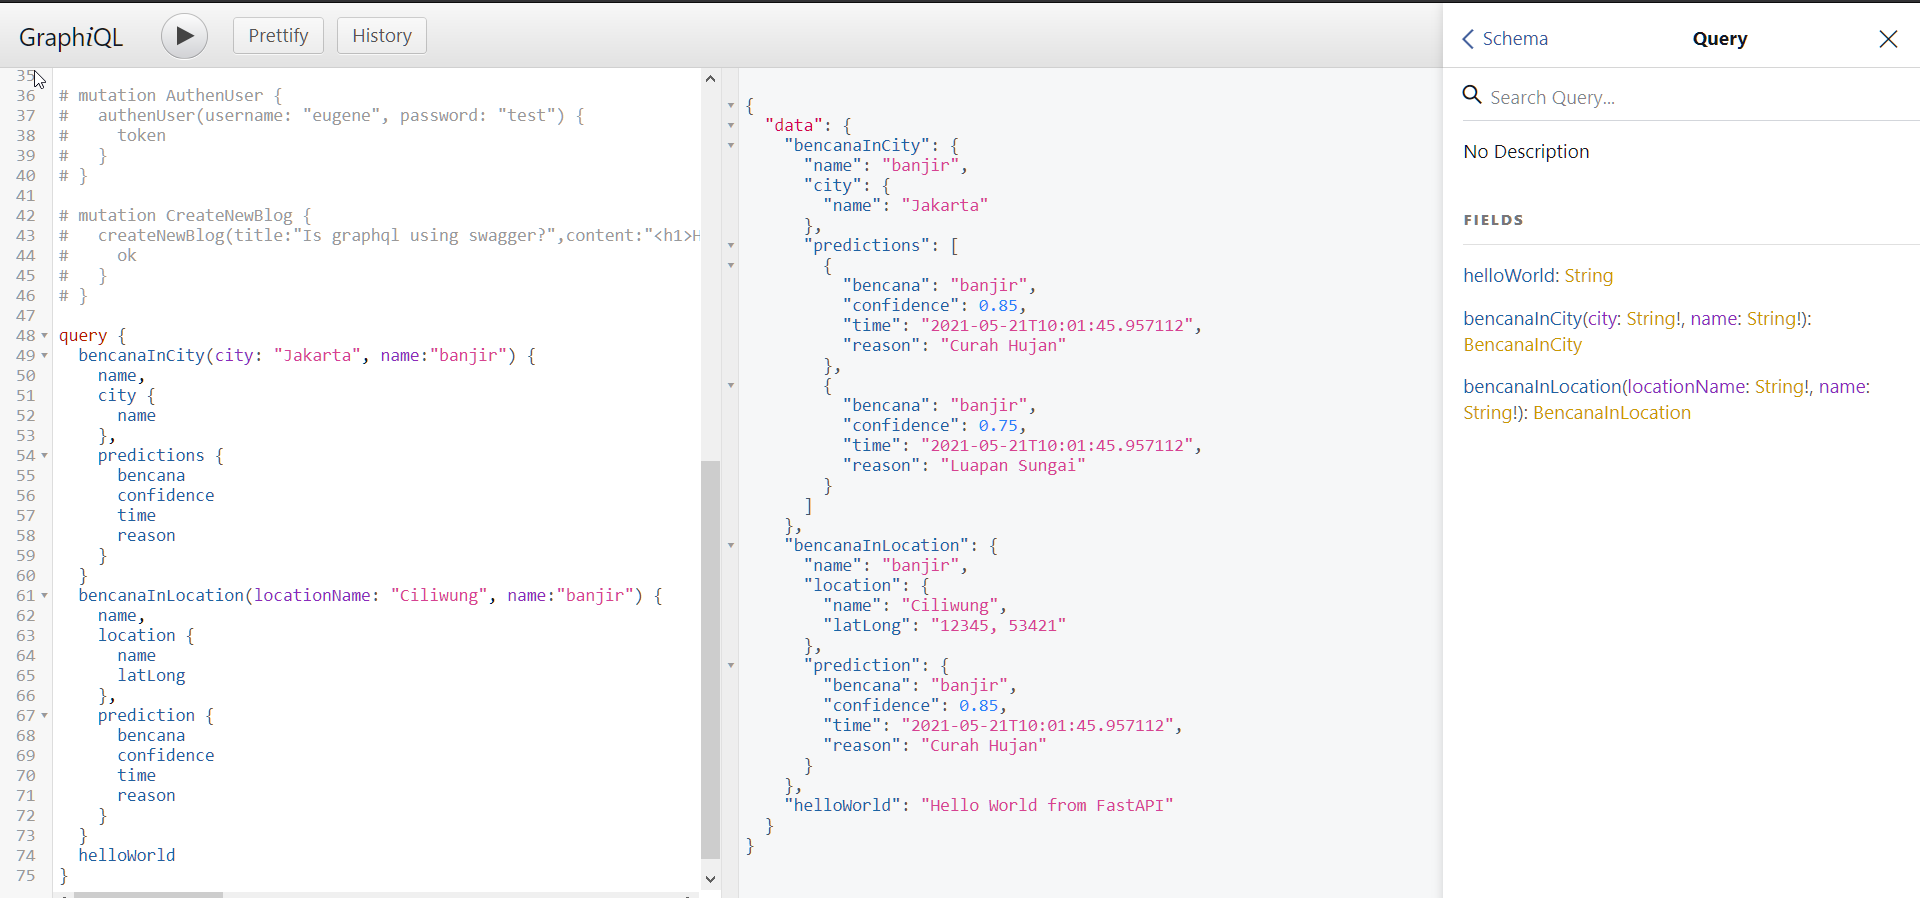 GraphiQL
Prettify
History
35
36 # mutation AuthenUser {
37 #   authenUser(username: "eugene", password: "test") {
38 #     token
39 #   }
40 # }
41
42 # mutation CreateNewBlog {
43 #   createNewBlog(title:"Is graphql using swagger?",content:"<h1>H
44 #     ok
45 #   }
46 # }
47
48 query {
49   bencanaInCity(city: "Jakarta", name:"banjir") {
50     name,
51     city {
52       name
53     },
54     predictions {
55       bencana
56       confidence
57       time
58       reason
59     }
60   }
61   bencanaInLocation(locationName: "Ciliwung", name:"banjir") {
62     name,
63     location {
64       name
65       latLong
66     },
67     prediction {
68       bencana
69       confidence
70       time
71       reason
72     }
73   }
74   helloWorld
75 }
{
  "data": {
    "bencanaInCity": {
      "name": "banjir",
      "city": {
        "name": "Jakarta"
      },
      "predictions": [
        {
          "bencana": "banjir",
          "confidence": 0.85,
          "time": "2021-05-21T10:01:45.957112",
          "reason": "Curah Hujan"
        },
        {
          "bencana": "banjir",
          "confidence": 0.75,
          "time": "2021-05-21T10:01:45.957112",
          "reason": "Luapan Sungai"
        }
      ]
    },
    "bencanaInLocation": {
      "name": "banjir",
      "location": {
        "name": "Ciliwung",
        "latLong": "12345, 53421"
      },
      "prediction": {
        "bencana": "banjir",
        "confidence": 0.85,
        "time": "2021-05-21T10:01:45.957112",
        "reason": "Curah Hujan"
      }
    },
    "helloWorld": "Hello World from FastAPI"
  }
}
Schema
Query
Search Query...
No Description
FIELDS
helloWorld: String
bencanaInCity(city: String!, name: String!):
BencanaInCity
bencanaInLocation(locationName: String!, name:
String!): BencanaInLocation